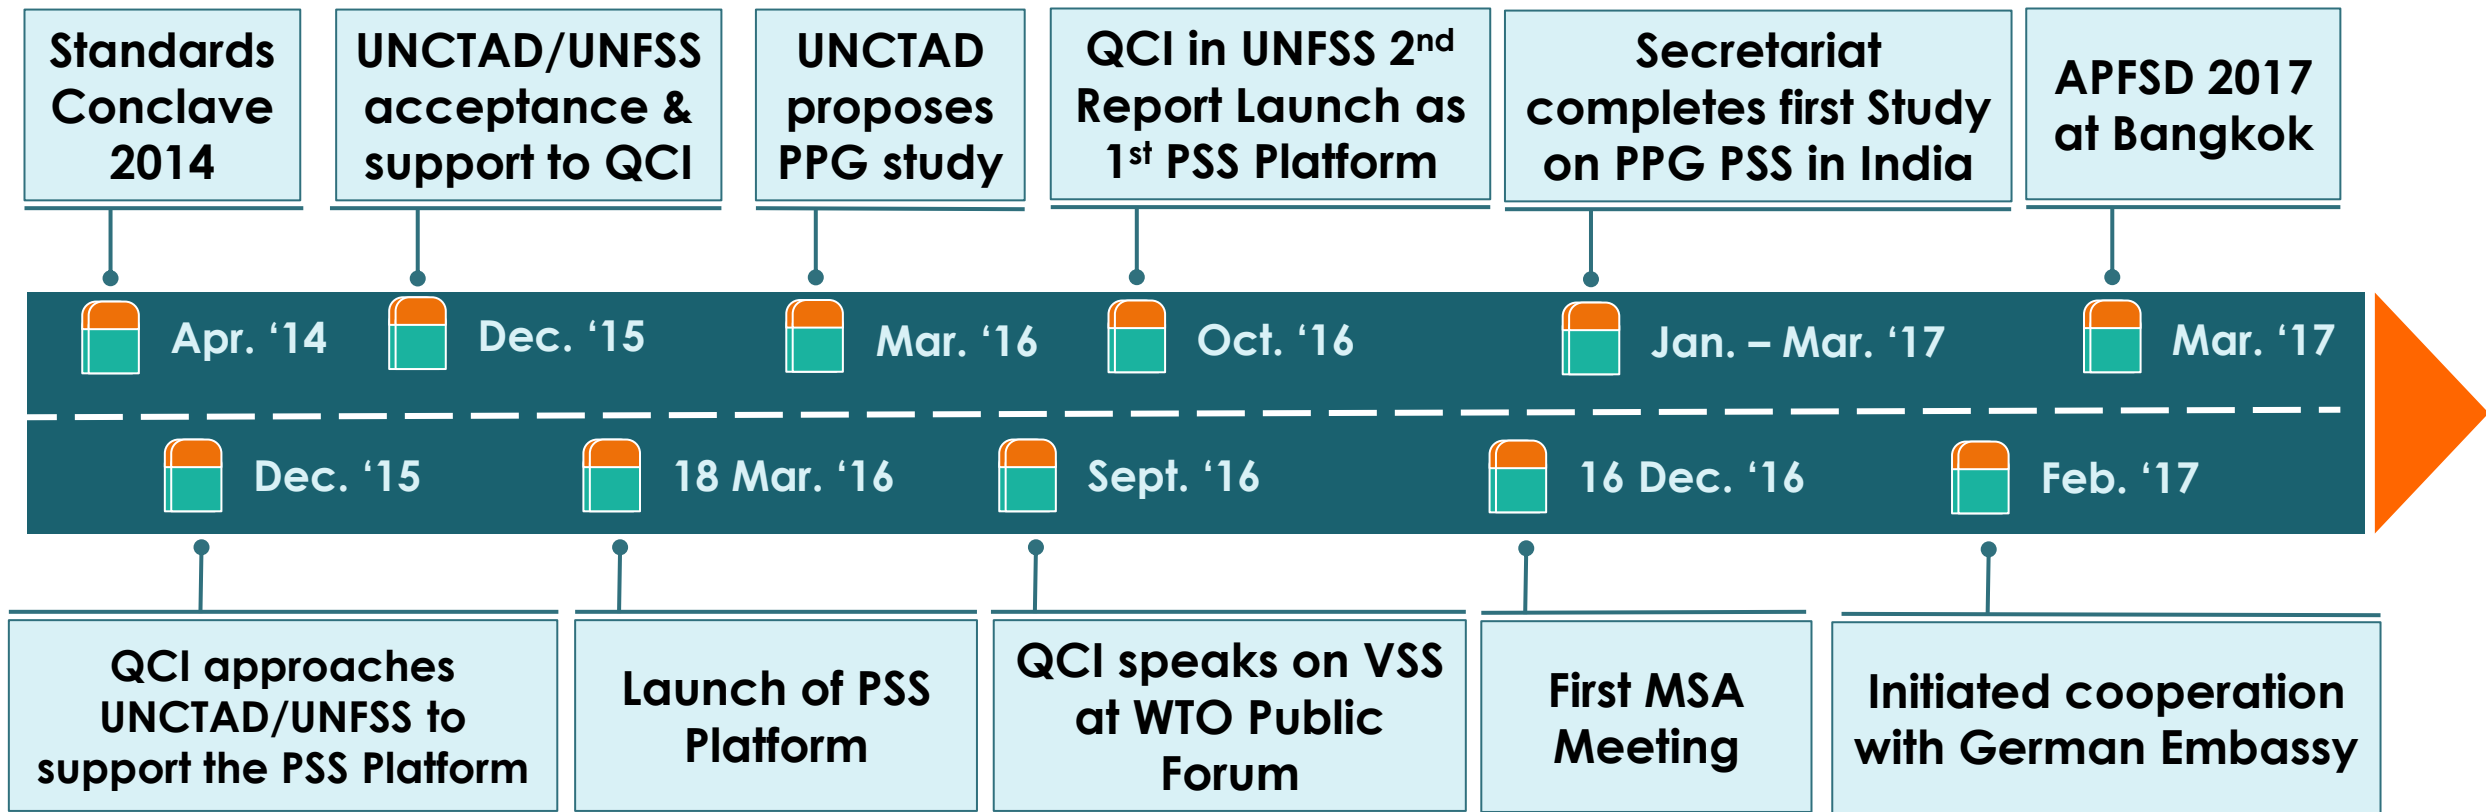 Standards
Conclave
2014
UNCTAD/UNFSS
acceptance &
support to QCI
UNCTAD
proposes
PPG study
QCI in UNFSS 2nd
Report Launch as
1st PSS Platform
Secretariat
completes first Study
on PPG PSS in India
APFSD 2017
at Bangkok
Apr. ‘14
Dec. ‘15
Mar. ‘16
Oct. ‘16
Jan. – Mar. ‘17
Mar. ‘17
Dec. ‘15
18 Mar. ‘16
Sept. ‘16
16 Dec. ‘16
Feb. ‘17
QCI approaches
UNCTAD/UNFSS to
support the PSS Platform
Launch of PSS
Platform
QCI speaks on VSS
at WTO Public
Forum
First MSA
Meeting
Initiated cooperation
with German Embassy